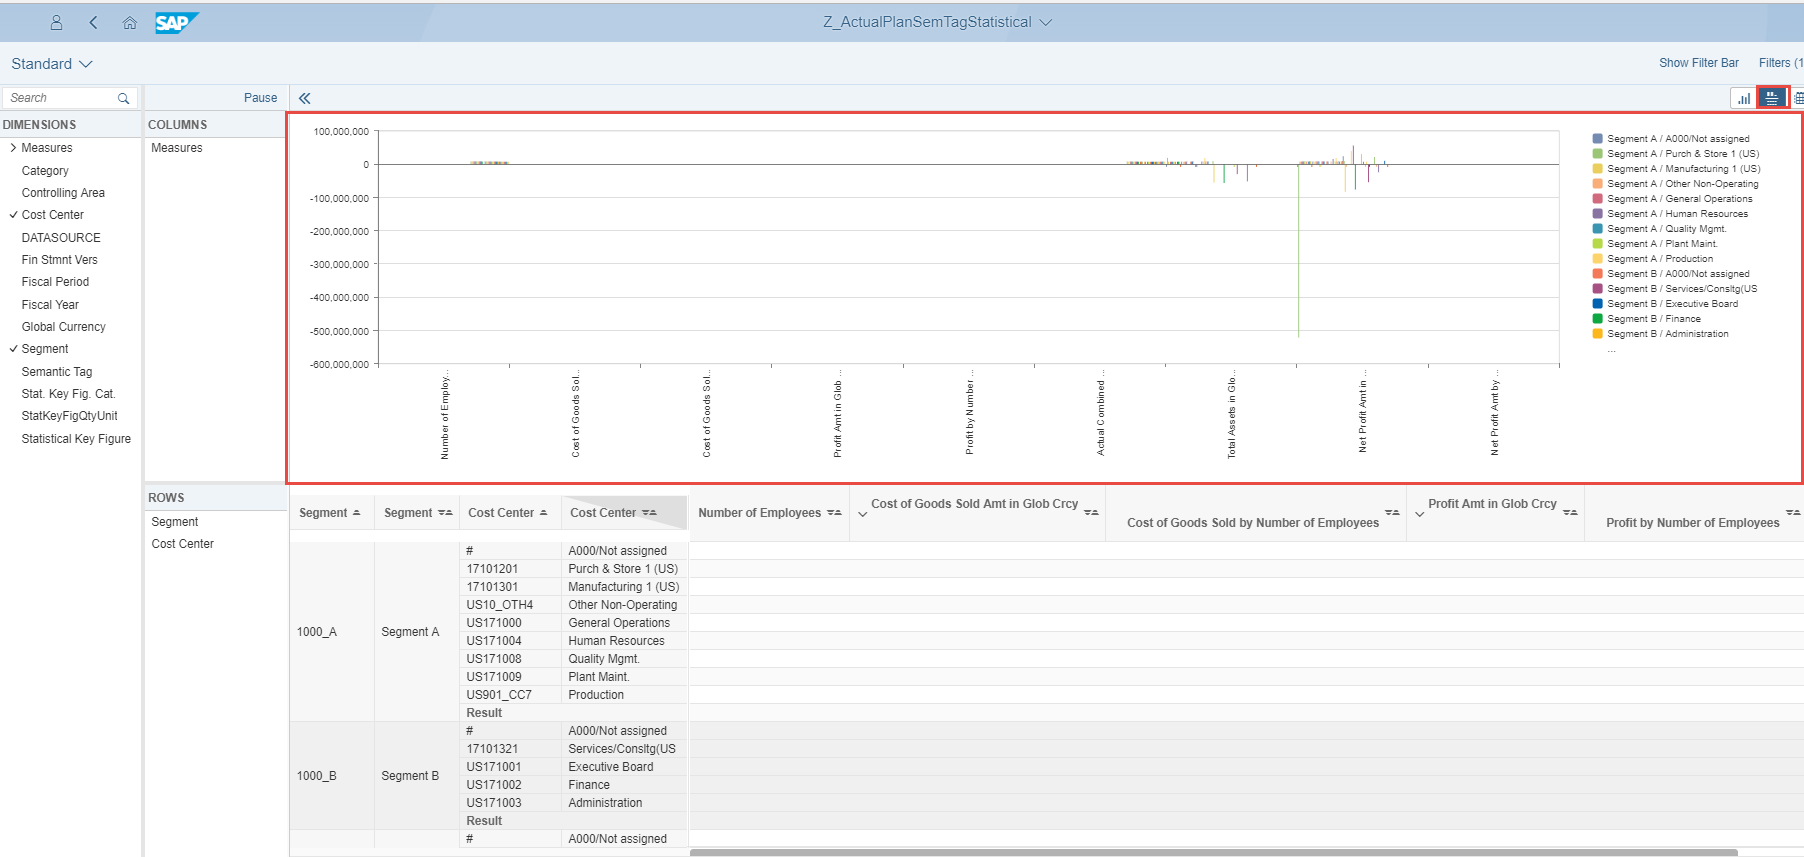 SAP
Z_ActualPlanSemTagStatistical
Standard
Show Filter Bar
Filters (1
Search
Pause
DIMENSIONS
Measures
Category
Controlling Area
Cost Center
DATASOURCE
Fin Stmnt Vers
Fiscal Period
Fiscal Year
Global Currency
Segment
Semantic Tag
Stat. Key Fig. Cat.
StatKeyFigQtyUnit
Statistical Key Figure
COLUMNS
Measures
ROWS
Segment
Cost Center
100,000,000
0
-100,000,000
-200,000,000
-300,000,000
-400,000,000
-500,000,000
-600,000,000
Number of Employ...
Cost of Goods Sol...
Cost of Goods Sol...
Profit Amt in Glob ...
Profit by Number ...
Actual Combined ...
Total Assets in Glo...
Net Profit Amt in ...
Net Profit Amt by ...
Segment A / A000/Not assigned
Segment A / Purch & Store 1 (US)
Segment A / Manufacturing 1 (US)
Segment A / Other Non-Operating
Segment A / General Operations
Segment A / Human Resources
Segment A / Quality Mgmt.
Segment A / Plant Maint.
Segment A / Production
Segment B / A000/Not assigned
Segment B / Services/Consltg(US
Segment B / Executive Board
Segment B / Finance
Segment B / Administration
...
Segment Segment Cost Center Cost Center Number of Employees Cost of Goods Sold Amt in Glob Crcy Cost of Goods Sold by Number of Employees Profit Amt in Glob Crcy Profit by Number of Employees
# A000/Not assigned
17101201 Purch & Store 1 (US)
17101301 Manufacturing 1 (US)
US10_OTH4 Other Non-Operating
US171000 General Operations
1000_A Segment A
US171004 Human Resources
US171008 Quality Mgmt.
US171009 Plant Maint.
US901_CC7 Production
Result
# A000/Not assigned
17101321 Services/Consltg(US
US171001 Executive Board
1000_B Segment B
US171002 Finance
US171003 Administration
Result
# A000/Not assigned